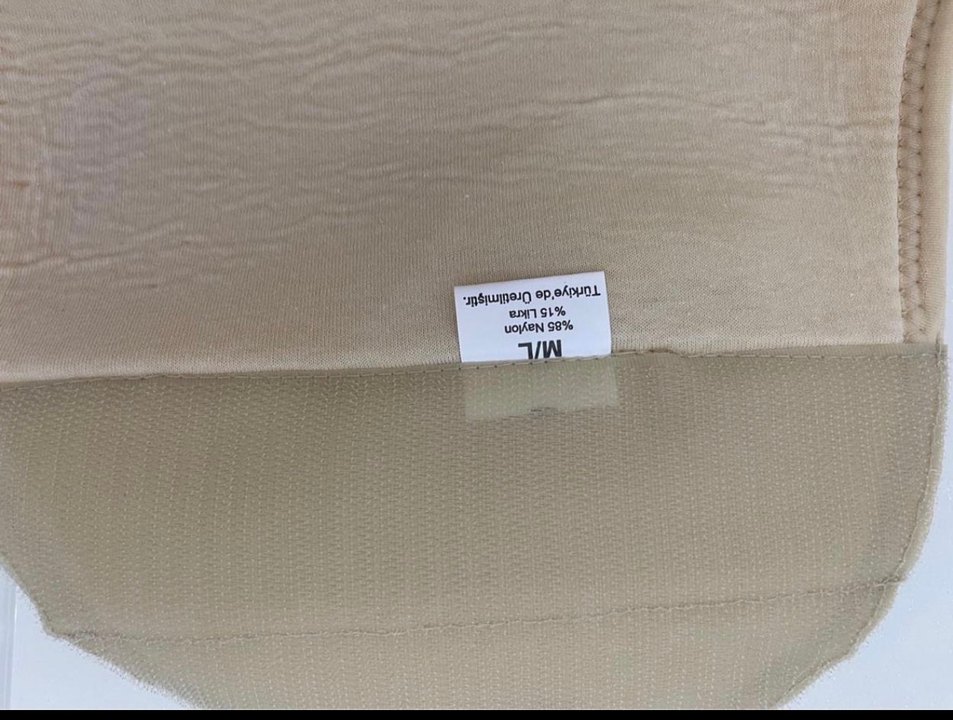 M/L
%85 Naylon
%15 Likra
Türkiye'de Üretilmiştir.